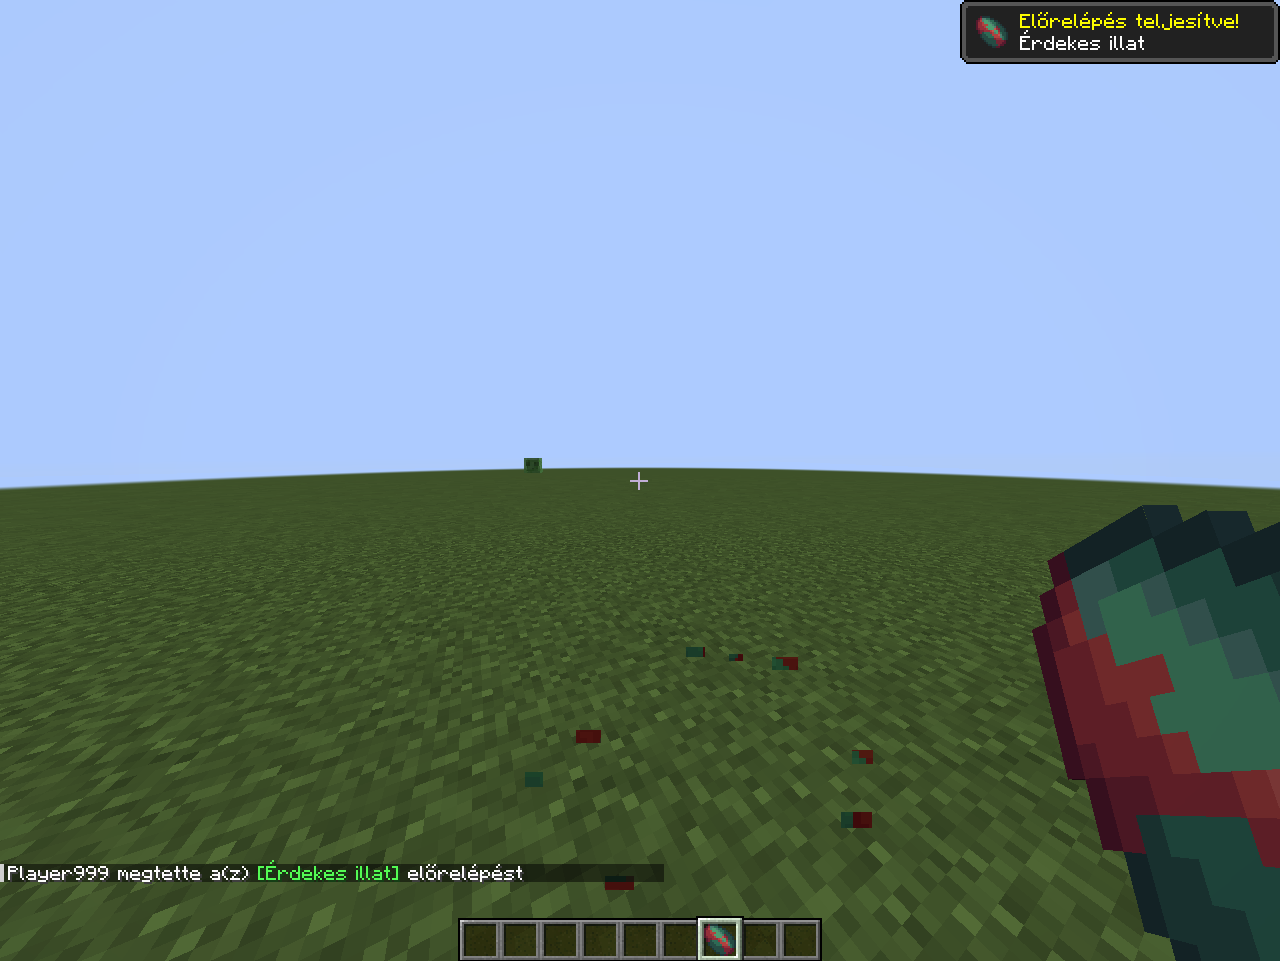 Előrelépés teljesítve!
Érdekes illat
Player999 megtette a(z) [Érdekes illat] előrelépést